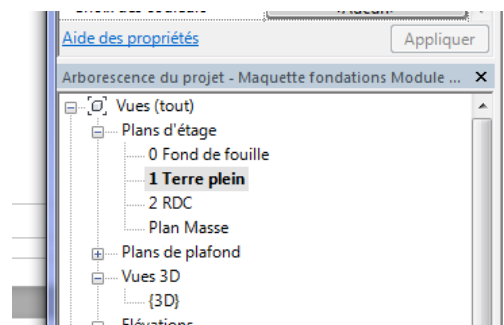 Aide des propriétés
Appliquer
Arborescence du projet - Maquette fondations Module ...
Vues (tout)
Plans d'étage
0 Fond de fouille
1 Terre plein
2 RDC
Plan Masse
Plans de plafond
Vues 3D
{3D}
Élévations